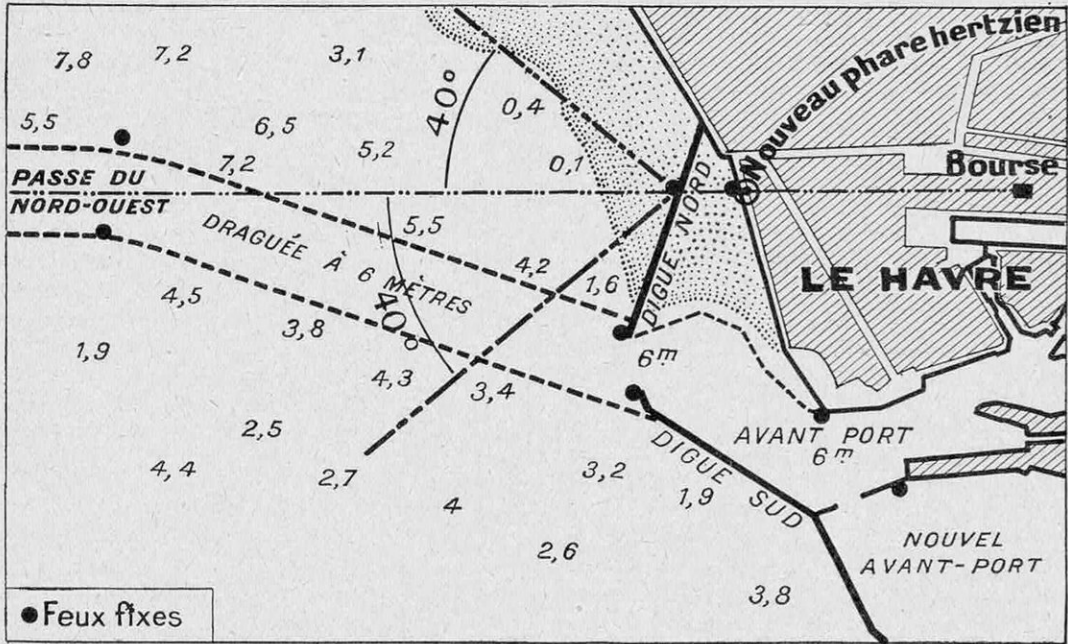 7,8
7,2
3,1
40°
Nouveau phare hertzien
0,4
5,5
6,5
7,2
5,2
0,1
Bourse
PASSE DU
NORD-OUEST
5,5
DRAGUÉE À 6 MÈTRES
4,2
1,6
DIGUE NORD
LE HAVRE
4,5
3,8
40°
1,9
6m
4,3
3,4
2,5
AVANT PORT
6m
DIGUE SUD
4,4
2,7
3,2
1,9
4
2,6
NOUVEL
AVANT-PORT
3,8
Feux fixes